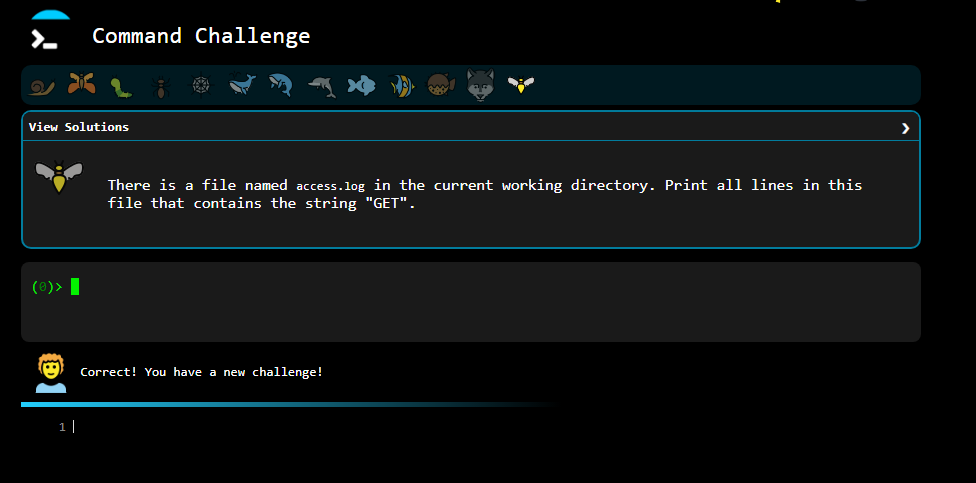 Command Challenge
View Solutions
There is a file named access.log in the current working directory. Print all lines in this
file that contains the string "GET".
(0)>
Correct! You have a new challenge!
1